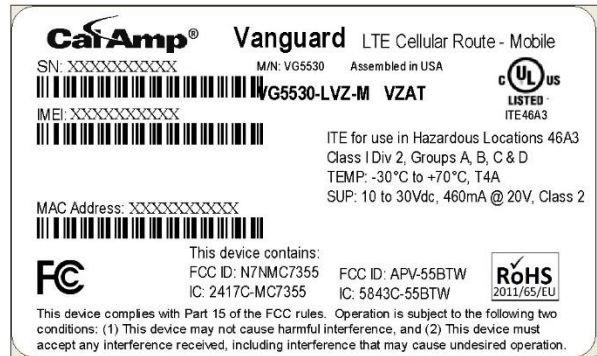 CalAmp® Vanguard LTE Cellular Route - Mobile
SN: XXXXXXXXXXX
M/N: VG5530 Assembled in USA
VG5530-LVZ-M VZAT
C UL US
LISTED
ITE46A3
IMEI: XXXXXXXXXXX
ITE for use in Hazardous Locations 46A3
Class I Div 2, Groups A, B, C & D
TEMP: -30°C to +70°C, T4A
SUP: 10 to 30Vdc, 460mA @ 20V, Class 2
MAC Address: XXXXXXXXXXX
This device contains:
FCC ID: N7NMC7355 FCC ID: APV-55BTW
IC: 2417C-MC7355 IC: 5843C-55BTW
FC
RoHS
2011/65/EU
This device complies with Part 15 of the FCC rules. Operation is subject to the following two
conditions: (1) This device may not cause harmful interference, and (2) This device must
accept any interference received, including interference that may cause undesired operation.